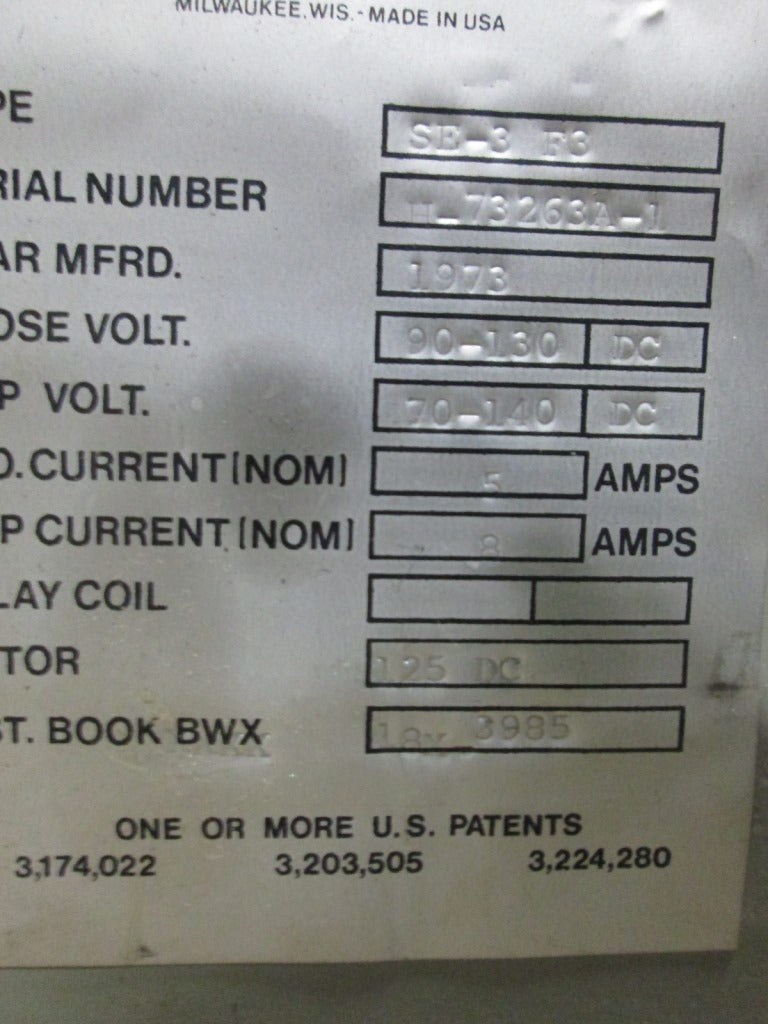 MILWAUKEE, WIS. - MADE IN USA
PE SE-3 F3
RIAL NUMBER H-73263A-1
AR MFRD. 1973
OSE VOLT. 90-130 DC
P VOLT. 70-140 DC
O. CURRENT (NOM) 5 AMPS
P CURRENT (NOM) 8 AMPS
LAY COIL
TOR 125 DC
ST. BOOK BWX 18x 3985
ONE OR MORE U.S. PATENTS
3,174,022 3,203,505 3,224,280